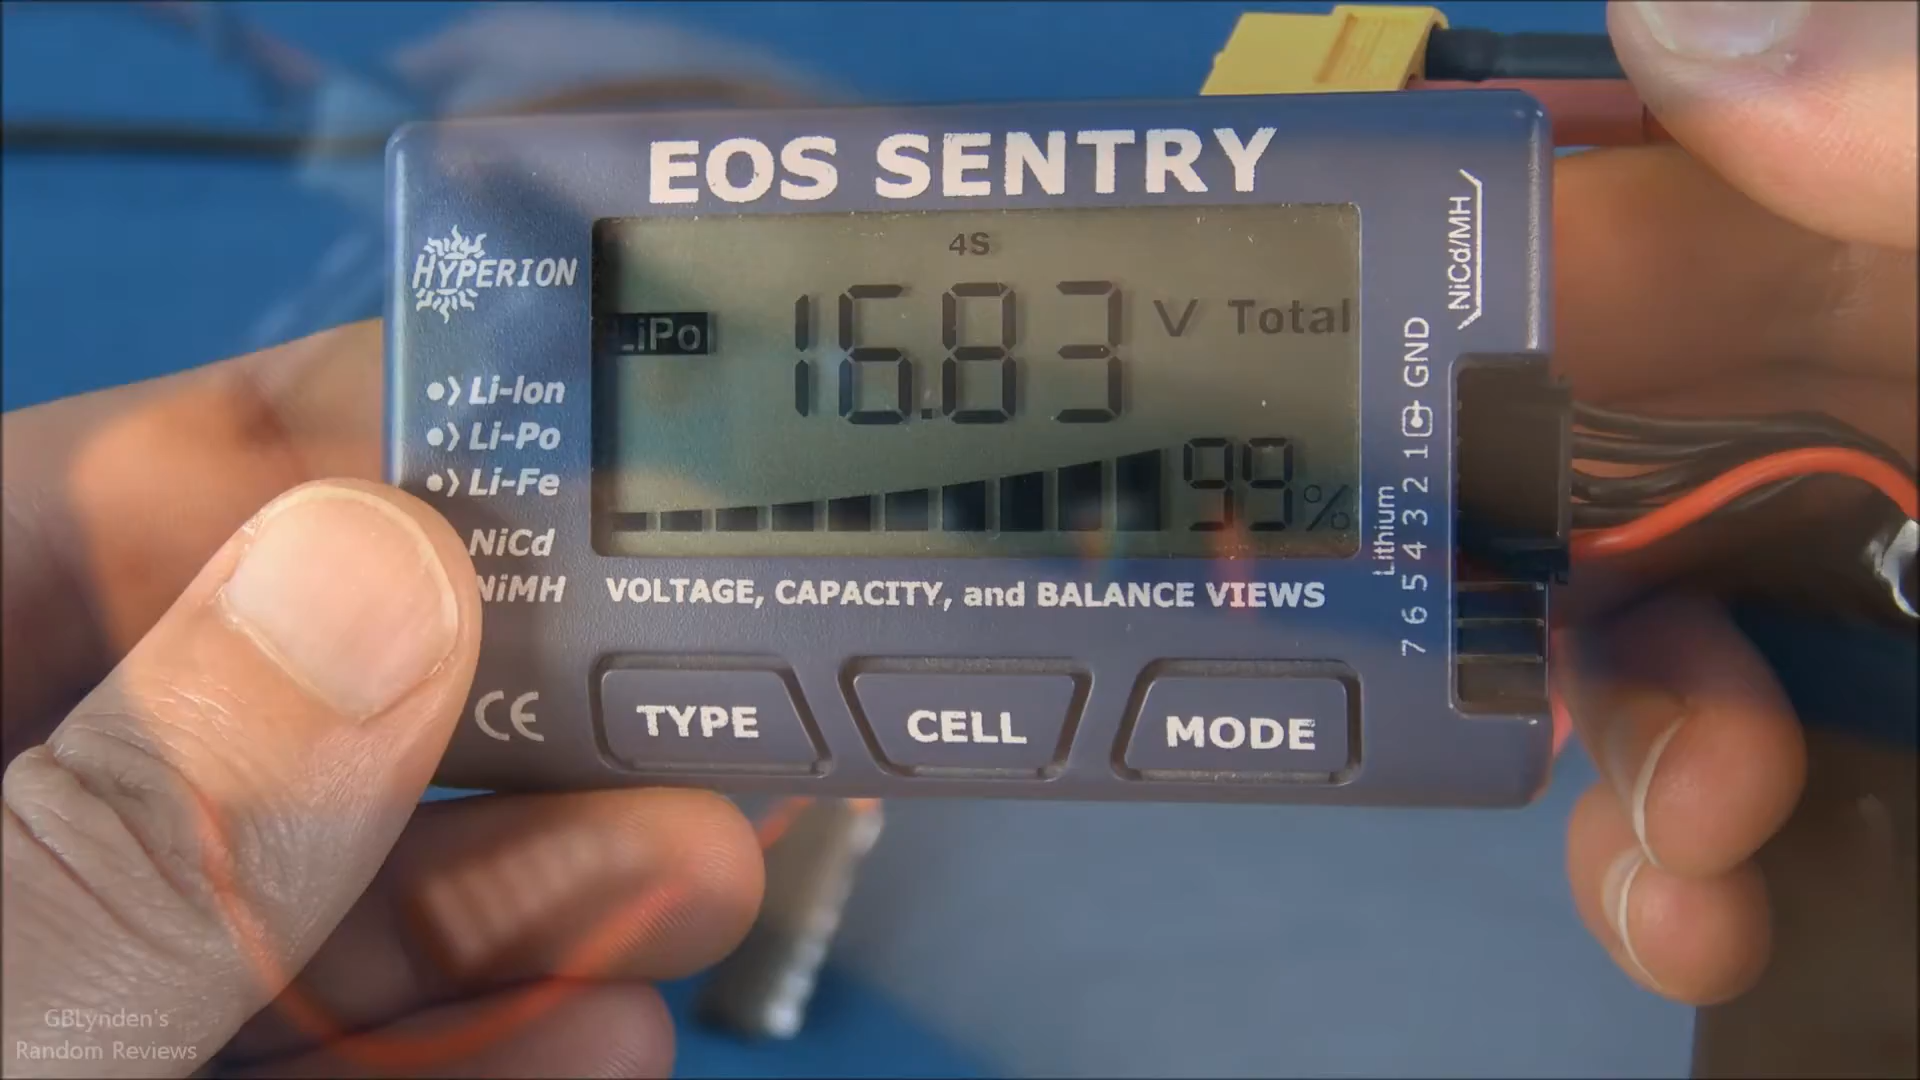 EOS SENTRY
HYPERION
4S
LiPo
16.83 V Total
99%
•〉Li-Ion
•〉Li-Po
•〉Li-Fe
NiCd
NiMH
VOLTAGE, CAPACITY, and BALANCE VIEWS
CE
TYPE
CELL
MODE
NiCd/MH
Lithium
7 6 5 4 3 2 1 GND
GBLynden's
Random Reviews